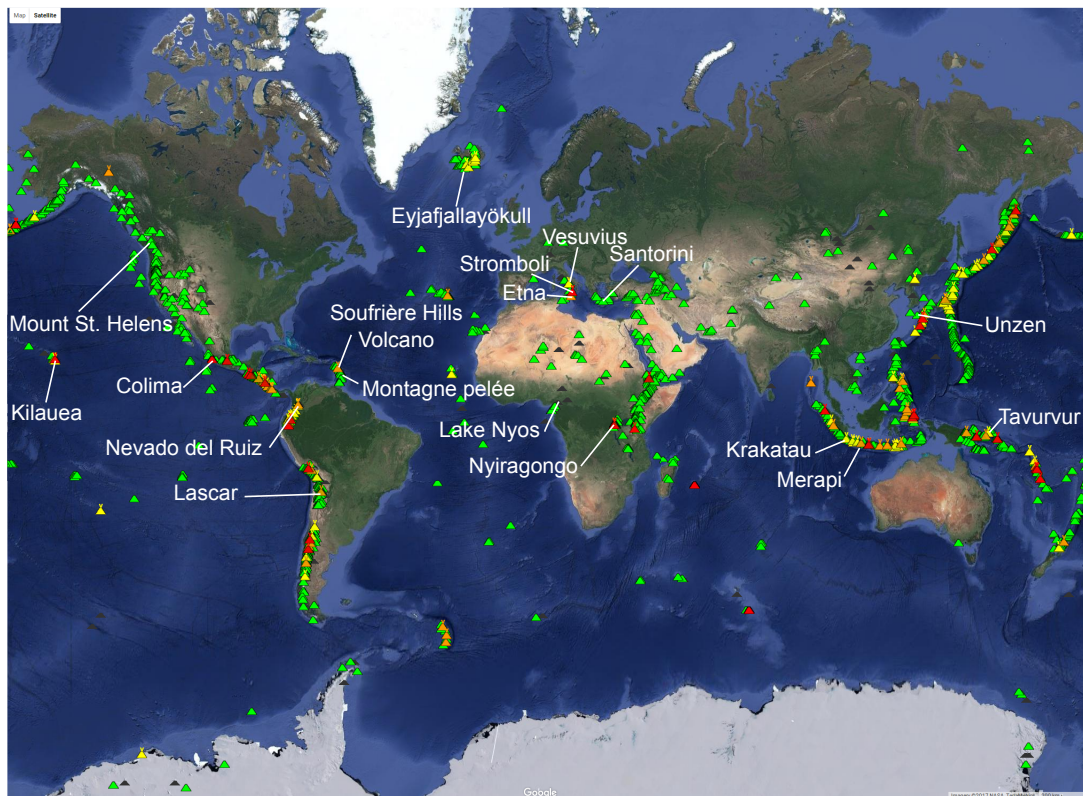 Map Satellite
Eyjafjallayökull
Vesuvius
Stromboli
Santorini
Etna
Soufrière Hills
Volcano
Mount St. Helens
Unzen
Colima
Montagne pelée
Kilauea
Tavurvur
Lake Nyos
Nevado del Ruiz
Krakatau
Nyiragongo
Merapi
Lascar
Google